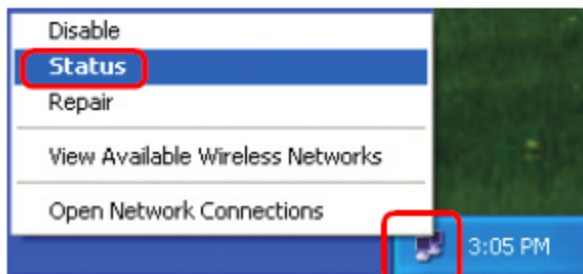 Disable
Status
Repair
View Available Wireless Networks
Open Network Connections
3:05 PM